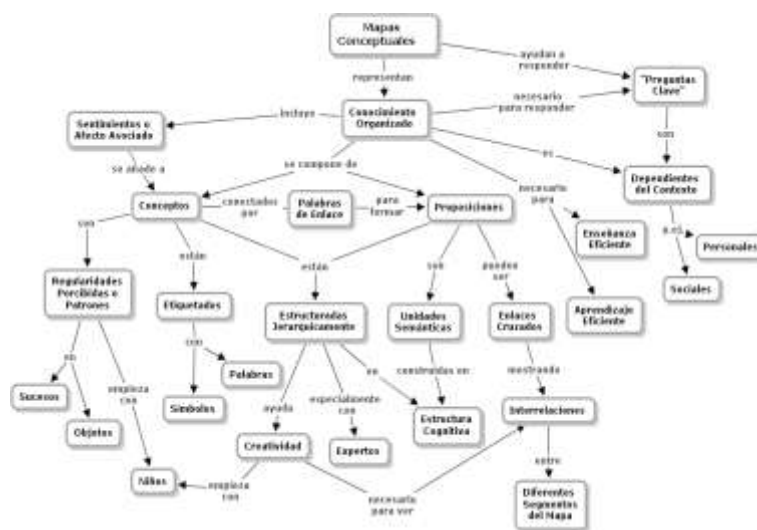 Mapas
Conceptuales
ayudan a
responder
representan
"Preguntas
Clave"
necesario
para responder
Conocimiento
Organizado
incluye
Sentimientos o
Afecto Asociado
son
es
se compone de
se añade a
necesario
para
Dependientes
del Contexto
Conceptos
conectados
por
Palabras
de Enlace
para
formar
Proposiciones
Enseñanza
Eficiente
p.ej.
Personales
Sociales
son
están
están
son
pueden
ser
Regularidades
Percibidas o
Patrones
Etiquetados
Estructuradas
Jerarquicamente
Unidades
Semánticas
Enlaces
Cruzados
Aprendizaje
Eficiente
en
empieza
con
con
Palabras
Símbolos
Sucesos
Objetos
Niños
ayuda
especialmente
con
en
construidas en
mostrando
Creatividad
Expertos
Estructura
Cognitiva
Interrelaciones
empieza
con
necesaria
para ver
entre
Diferentes
Segmentos
del Mapa